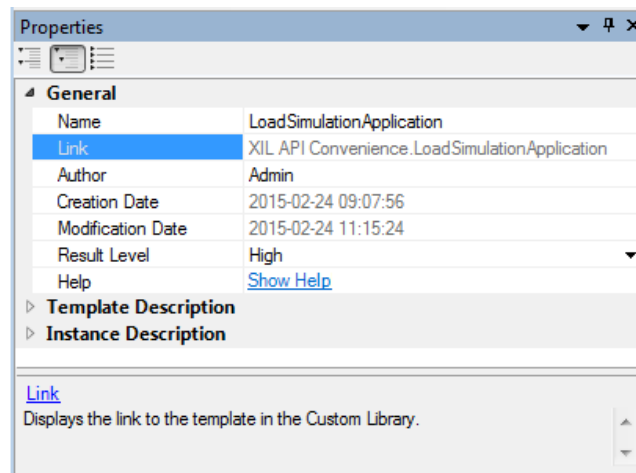 Properties
General
Name LoadSimulationApplication
Link XIL API Convenience.LoadSimulationApplication
Author Admin
Creation Date 2015-02-24 09:07:56
Modification Date 2015-02-24 11:15:24
Result Level High
Help Show Help
Template Description
Instance Description
Link
Displays the link to the template in the Custom Library.